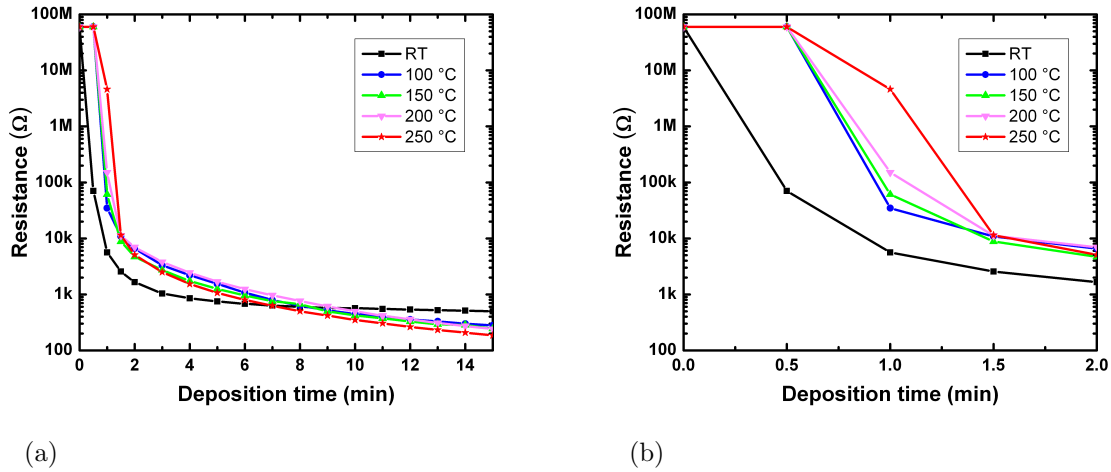 100M
10M
1M
100k
10k
1k
100
Resistance (Ω)
0 2 4 6 8 10 12 14
Deposition time (min)
RT
100 °C
150 °C
200 °C
250 °C
(a)
100M
10M
1M
100k
10k
1k
100
Resistance (Ω)
0.0 0.5 1.0 1.5 2.0
Deposition time (min)
RT
100 °C
150 °C
200 °C
250 °C
(b)